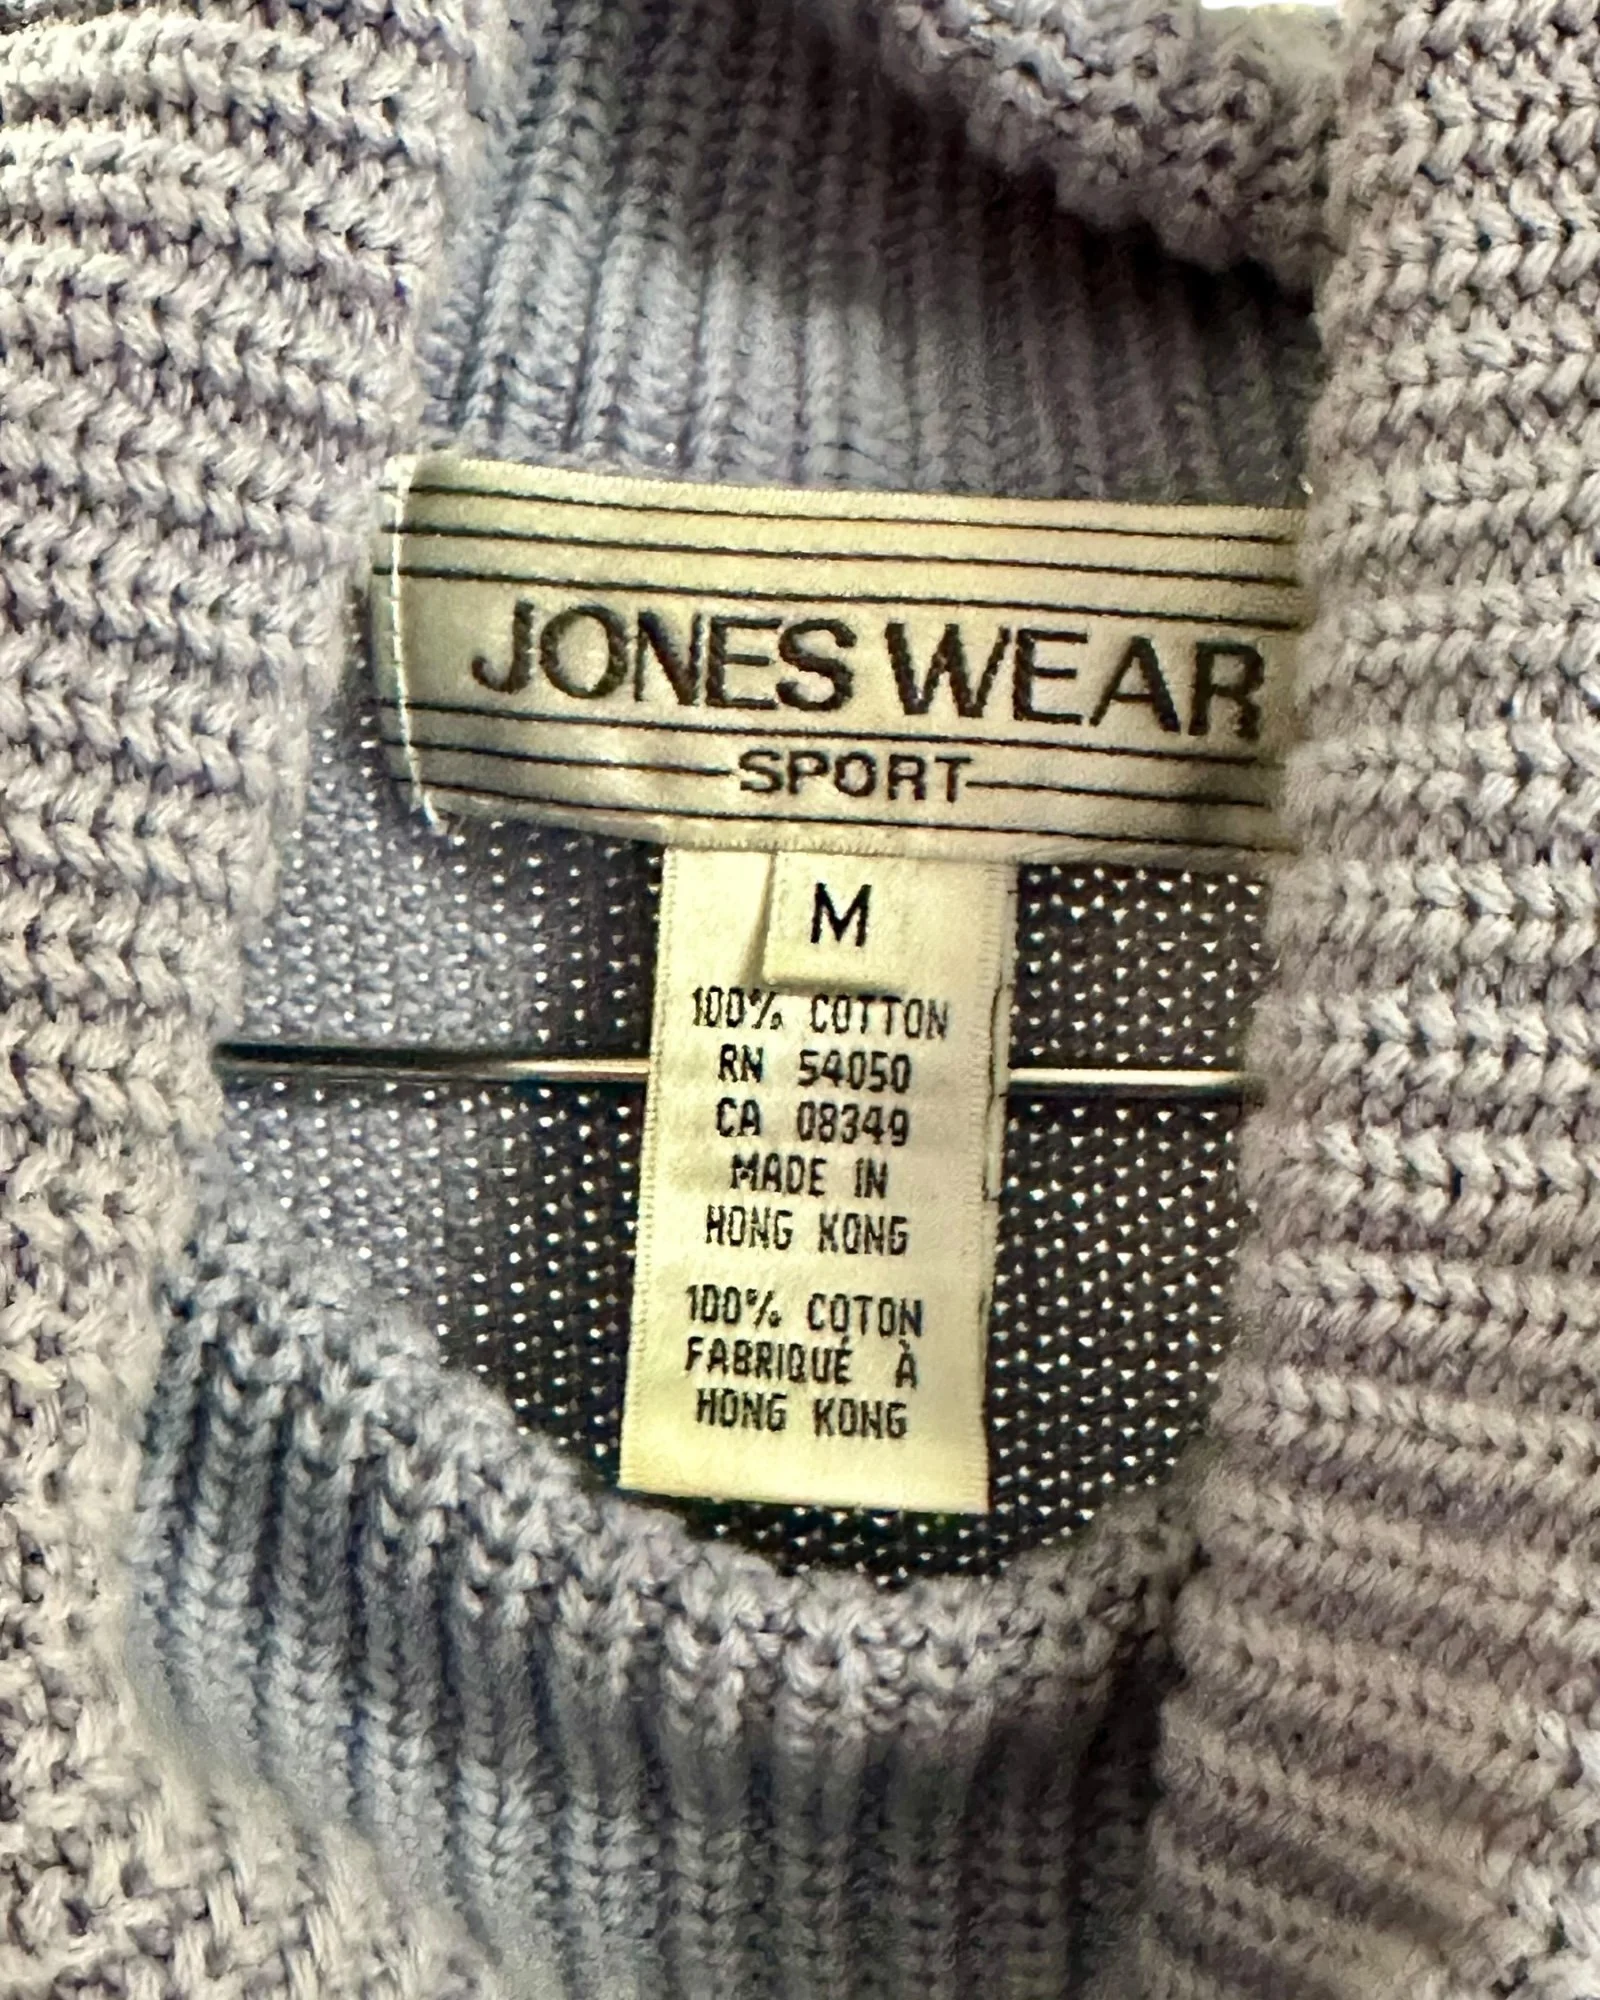 JONES WEAR
SPORT
M
100% COTTON
RN 54050
CA 08349
MADE IN
HONG KONG
100% COTON
FABRIQUÉ À
HONG KONG